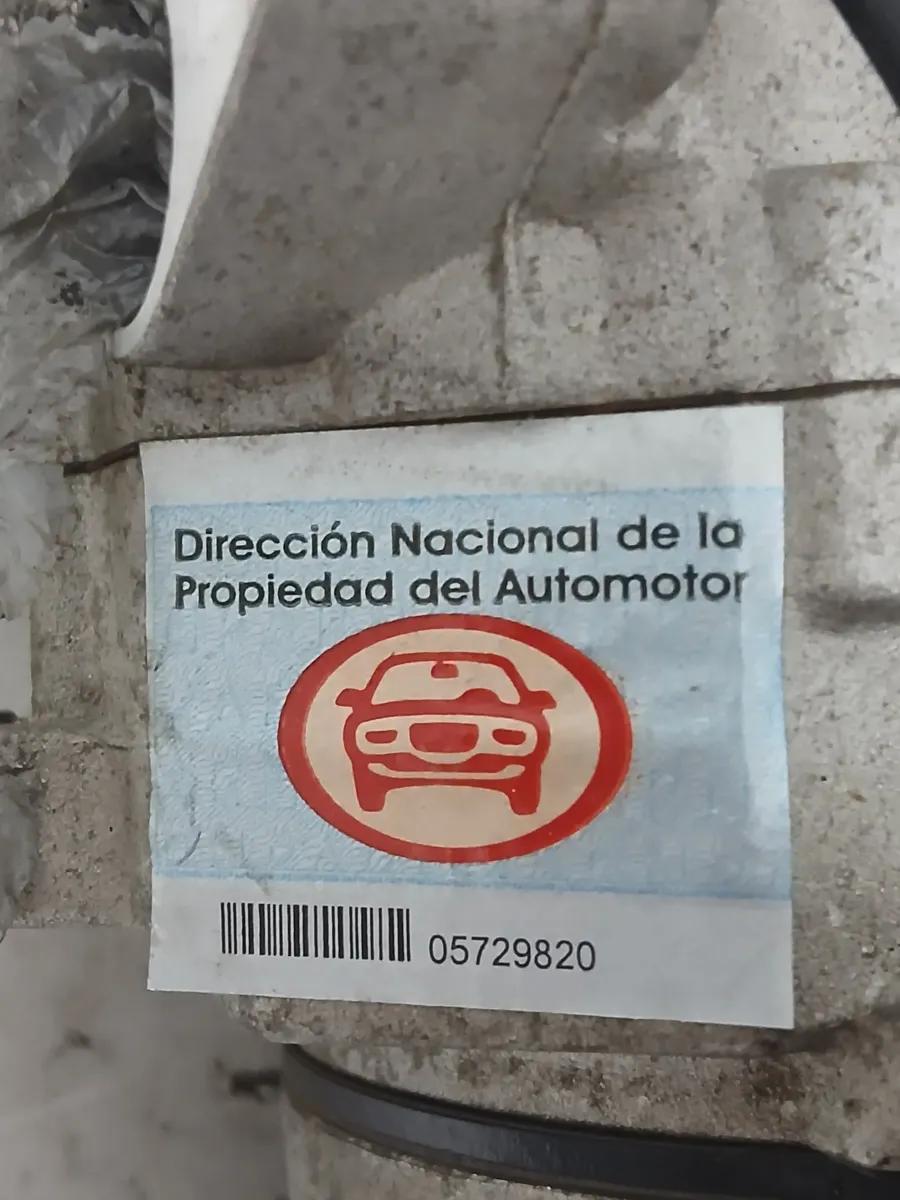 Dirección Nacional de la
Propiedad del Automotor
05729820